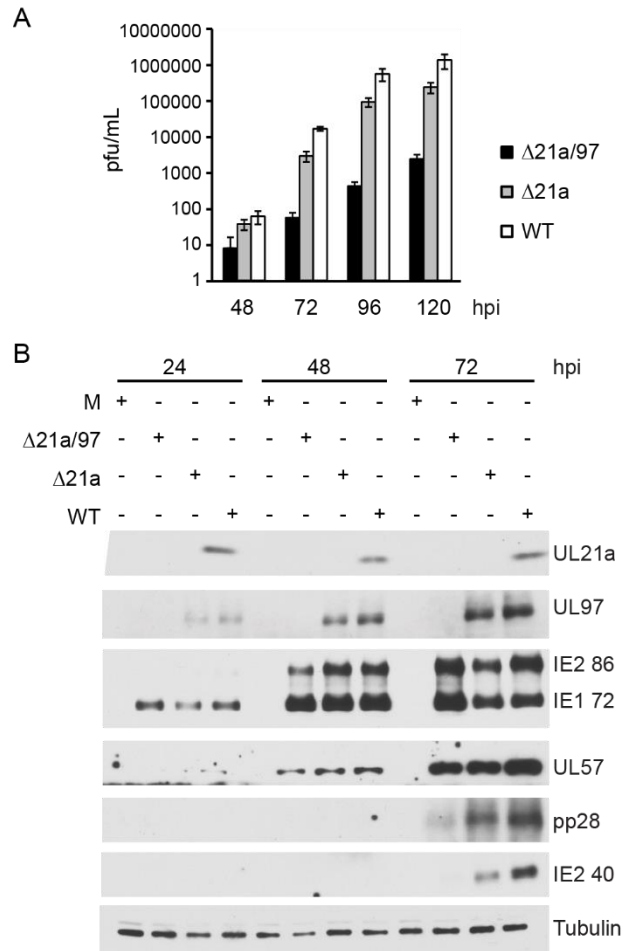 A
10000000
1000000
100000
10000
1000
100
10
1
pfu/mL
48 72 96 120 hpi
Δ21a/97
Δ21a
WT
B
24 48 72 hpi
M + - - - + - - - + - - -
Δ21a/97 - + - - - + - - - + - -
Δ21a - - + - - - + - - - + -
WT - - - + - - - + - - - +
UL21a
UL97
IE2 86
IE1 72
UL57
pp28
IE2 40
Tubulin